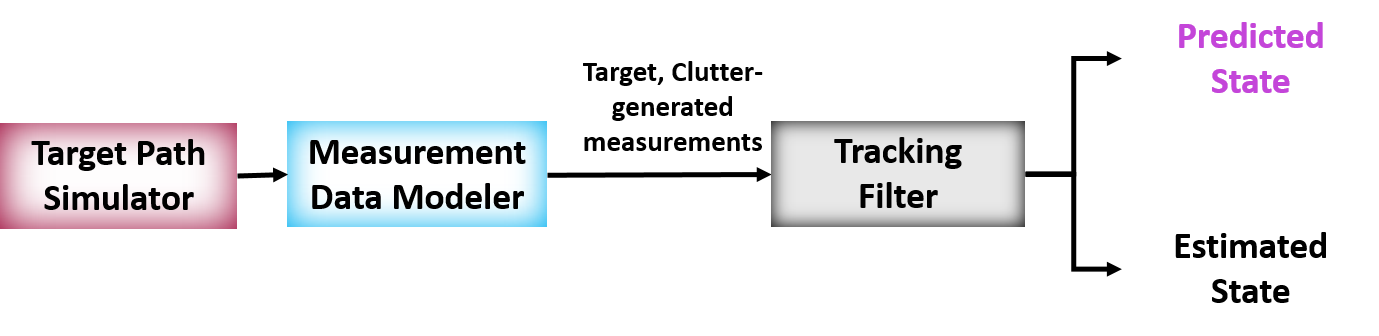 Target Path
Simulator
Measurement
Data Modeler
Target, Clutter-
generated
measurements
Tracking
Filter
Predicted
State
Estimated
State